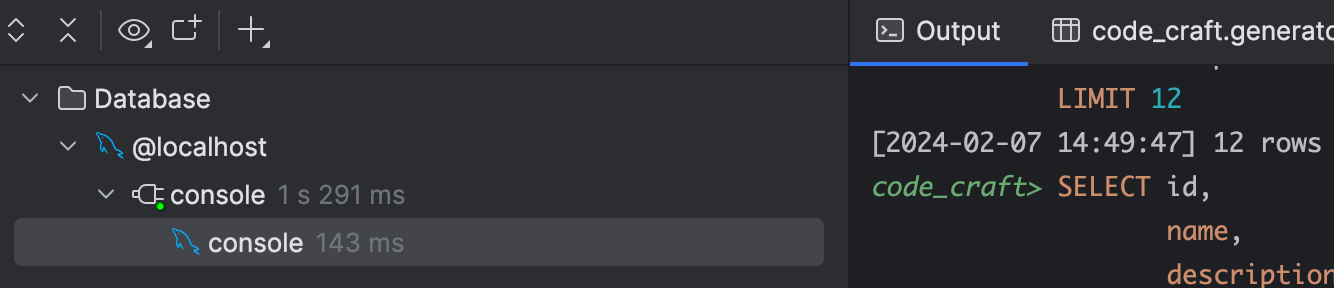 Database
@localhost
console 1 s 291 ms
console 143 ms
Output code_craft.generato
LIMIT 12
[2024-02-07 14:49:47] 12 rows
code_craft> SELECT id,
name,
description